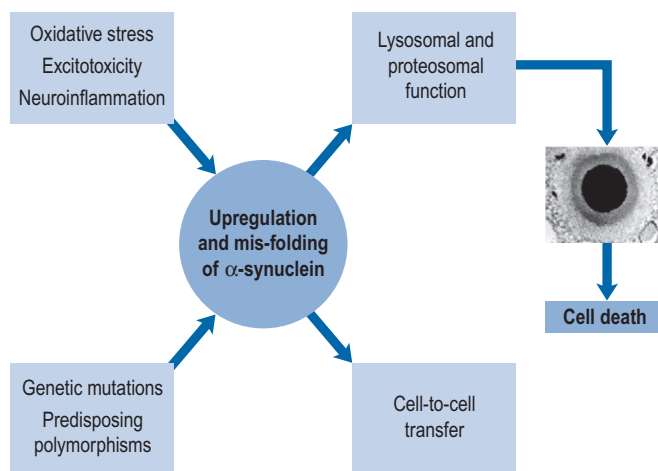 Oxidative stress
Excitotoxicity
Neuroinflammation
Lysosomal and
proteosomal
function
Upregulation
and mis-folding
of α-synuclein
Cell death
Genetic mutations
Predisposing
polymorphisms
Cell-to-cell
transfer